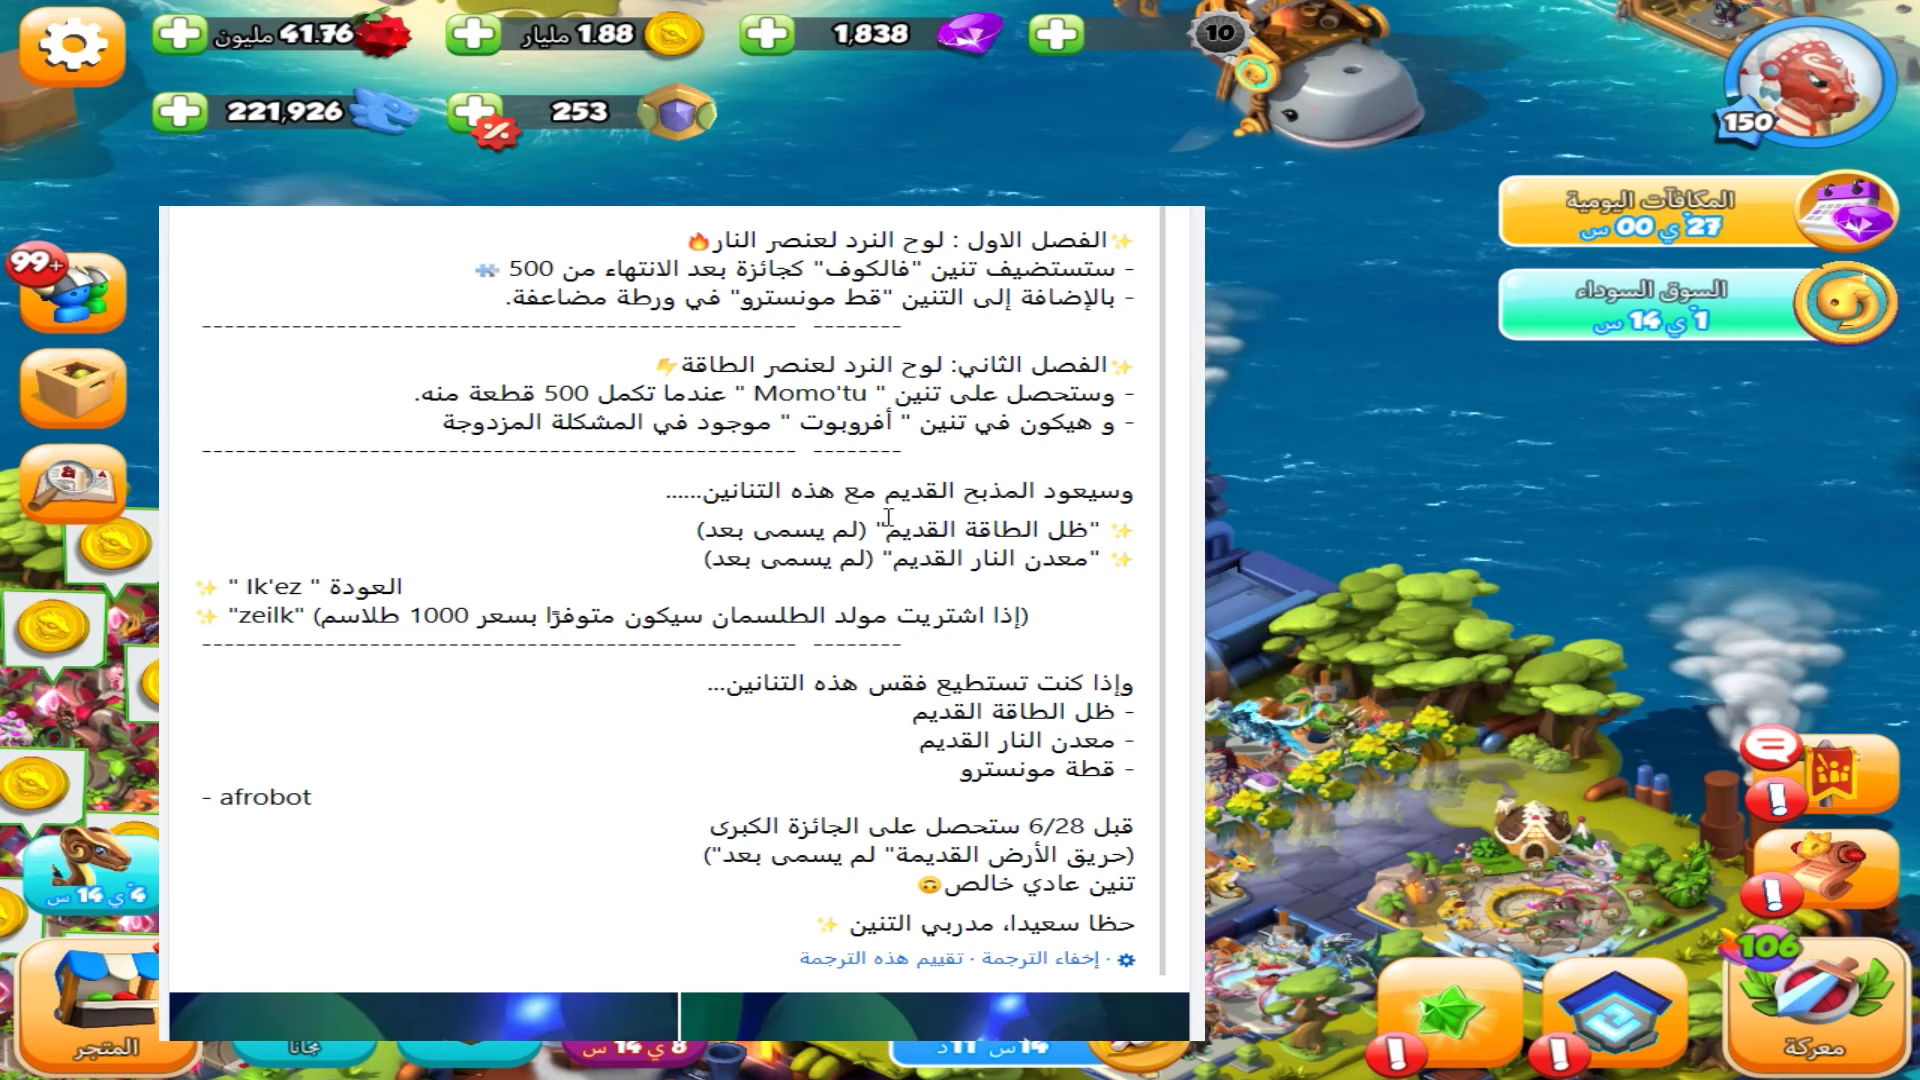 41.76 مليون
1.88 مليار
1,838
10
221,926
253
150
المكافآت اليومية
27 ي 00 س
السوق السوداء
1 ي 14 س
99+
✨الفصل الاول : لوح النرد لعنصر النار🔥
- ستستضيف تنين "فالكوف" كجائزة بعد الانتهاء من 500 🧩
- بالإضافة إلى التنين "قط مونسترو" في ورطة مضاعفة.
----------------------------------------------------- --------
✨الفصل الثاني: لوح النرد لعنصر الطاقة⚡
- وستحصل على تنين " Momo'tu " عندما تكمل 500 قطعة منه.
- و هيكون في تنين " أفروبوت " موجود في المشكلة المزدوجة
----------------------------------------------------- --------
وسيعود المذبح القديم مع هذه التنانين......
✨ "ظل الطاقة القديم" (لم يسمى بعد)
✨ "معدن النار القديم" (لم يسمى بعد)
✨ " Ik'ez " العودة
✨ "zeilk" (إذا اشتريت مولد الطلسمان سيكون متوفرًا بسعر 1000 طلاسم)
----------------------------------------------------- --------
وإذا كنت تستطيع فقس هذه التنانين...
- ظل الطاقة القديم
- معدن النار القديم
- قطة مونسترو
- afrobot
قبل 6/28 ستحصل على الجائزة الكبرى
(حريق الأرض القديمة" لم يسمى بعد")
تنين عادي خالص🙃
حظا سعيدا، مدربي التنين ✨
· إخفاء الترجمة · تقييم هذه الترجمة
4 ي 14 س
106
المتجر
مجانا
8 ي 14 س
14 س 11 د
معركة